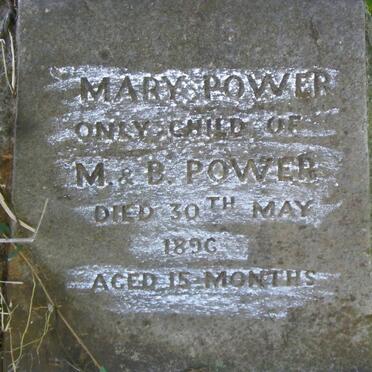 MARY POWER
ONLY CHILD OF
M. & B. POWER
DIED 30TH MAY
1896
AGED 15 MONTHS